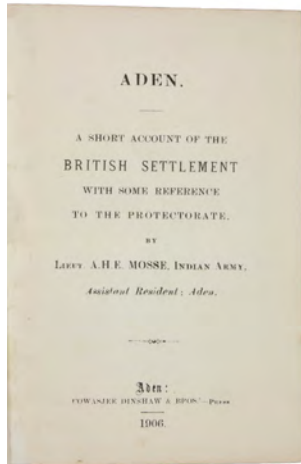 ADEN.
A SHORT ACCOUNT OF THE
BRITISH SETTLEMENT
WITH SOME REFERENCE
TO THE PROTECTORATE.
BY
LIEUT A.H E. MOSSE, INDIAN ARMY.
Assistant Resident; Aden.
Aden:
COWASJEE DINSHAW & BROS.'—PRESS
1906.